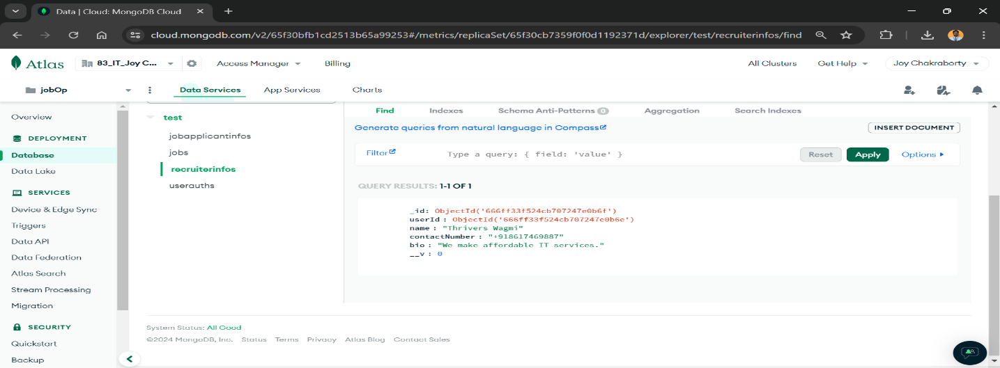 Data | Cloud: MongoDB Cloud
cloud.mongodb.com/v2/65f30bfb1cd2513b65a99253#/metrics/replicaSet/65f30cb7359f0f0d1192371d/explorer/test/recruiterinfos/find
Atlas 83_IT_Joy C... Access Manager Billing All Clusters Get Help Joy Chakraborty
jobOp Data Services App Services Charts
Overview
DEPLOYMENT
Database
Data Lake
SERVICES
Device & Edge Sync
Triggers
Data API
Data Federation
Atlas Search
Stream Processing
Migration
SECURITY
Quickstart
Backup
test
jobapplicantinfos
jobs
recruiterinfos
userauths
Find Indexes Schema Anti-Patterns 0 Aggregation Search Indexes
Generate queries from natural language in Compass
INSERT DOCUMENT
Filter Type a query: { field: 'value' } Reset Apply Options
QUERY RESULTS: 1-1 OF 1
_id: ObjectId('666ff33f524cb707247e0b6f')
userId: ObjectId('666ff33f524cb707247e0b6e')
name: "Thrivers Wagmi"
contactNumber: "+918617469887"
bio: "We make affordable IT services."
__v: 0
System Status: All Good
©2024 MongoDB, Inc. Status Terms Privacy Atlas Blog Contact Sales